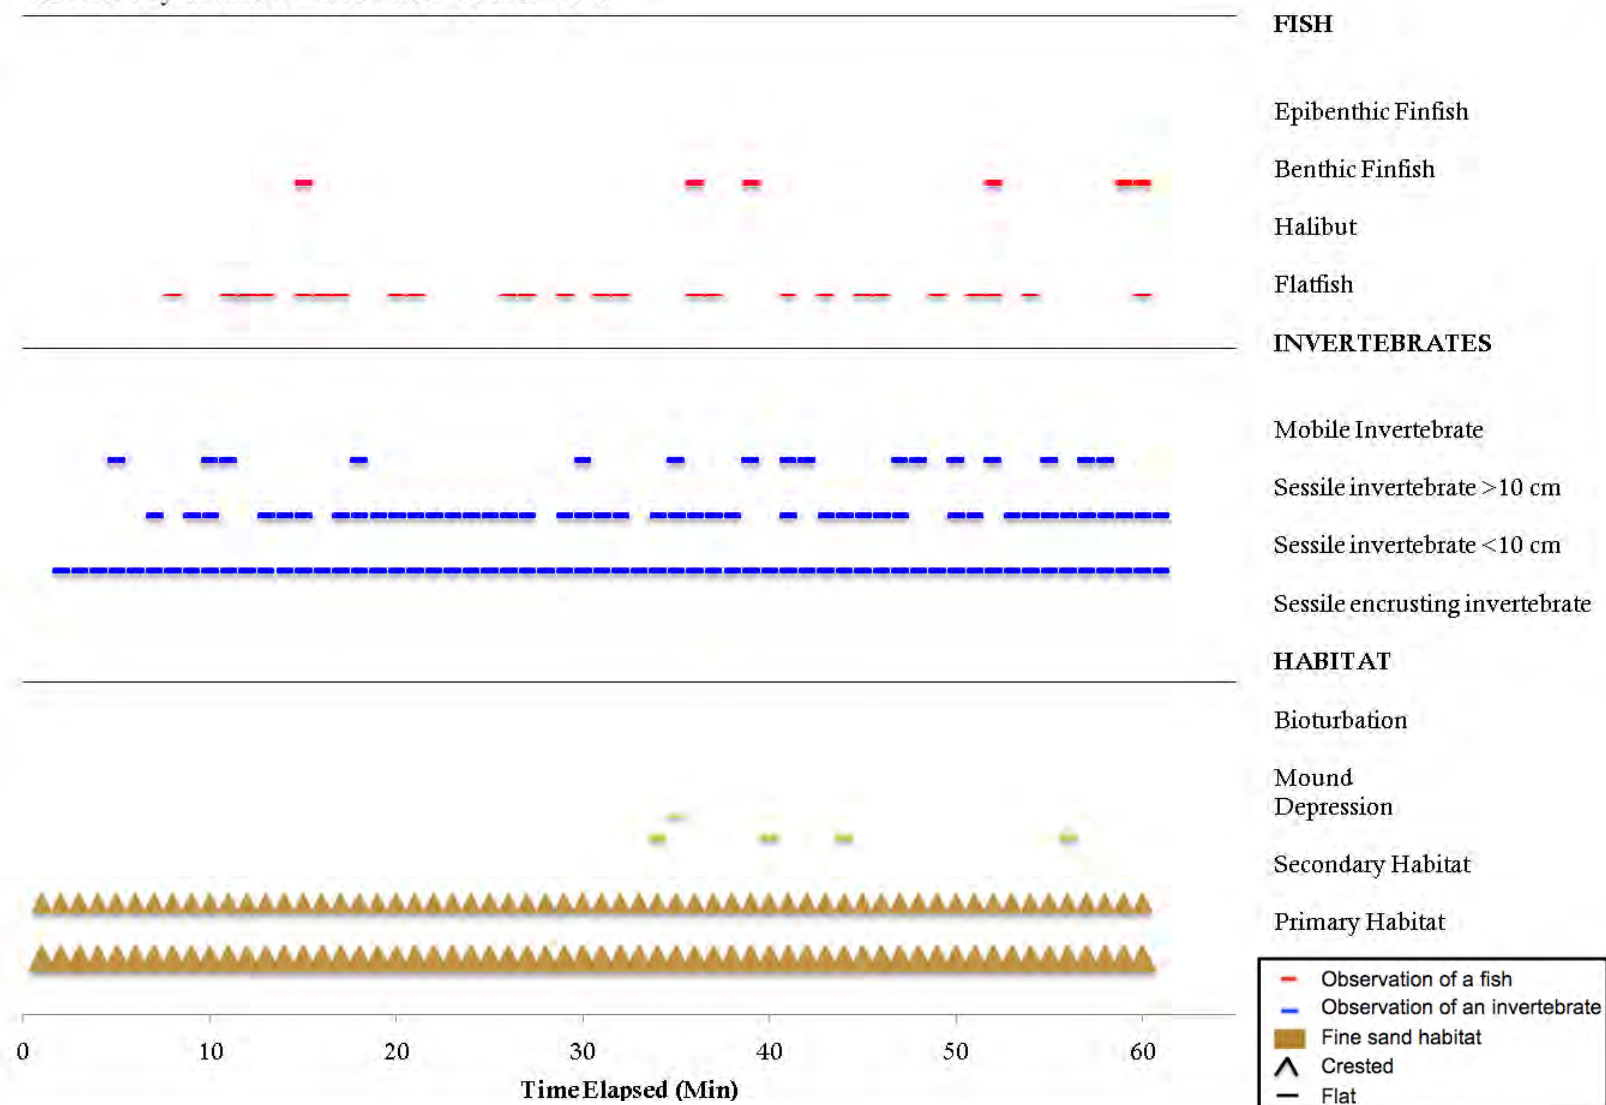 FISH
Epibenthic Finfish
Benthic Finfish
Halibut
Flatfish
INVERTEBRATES
Mobile Invertebrate
Sessile invertebrate >10 cm
Sessile invertebrate <10 cm
Sessile encrusting invertebrate
HABITAT
Bioturbation
Mound
Depression
Secondary Habitat
Primary Habitat
Observation of a fish
Observation of an invertebrate
Fine sand habitat
Crested
Flat
0 10 20 30 40 50 60
Time Elapsed (Min)